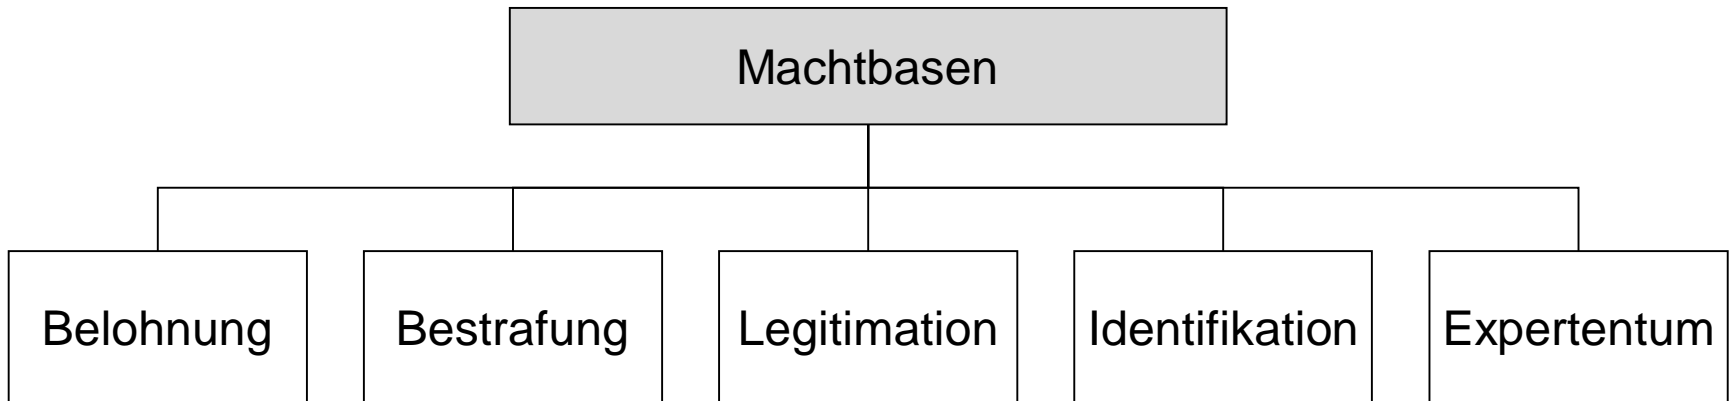 Machtbasen
Belohnung
Bestrafung
Legitimation
Identifikation
Expertentum